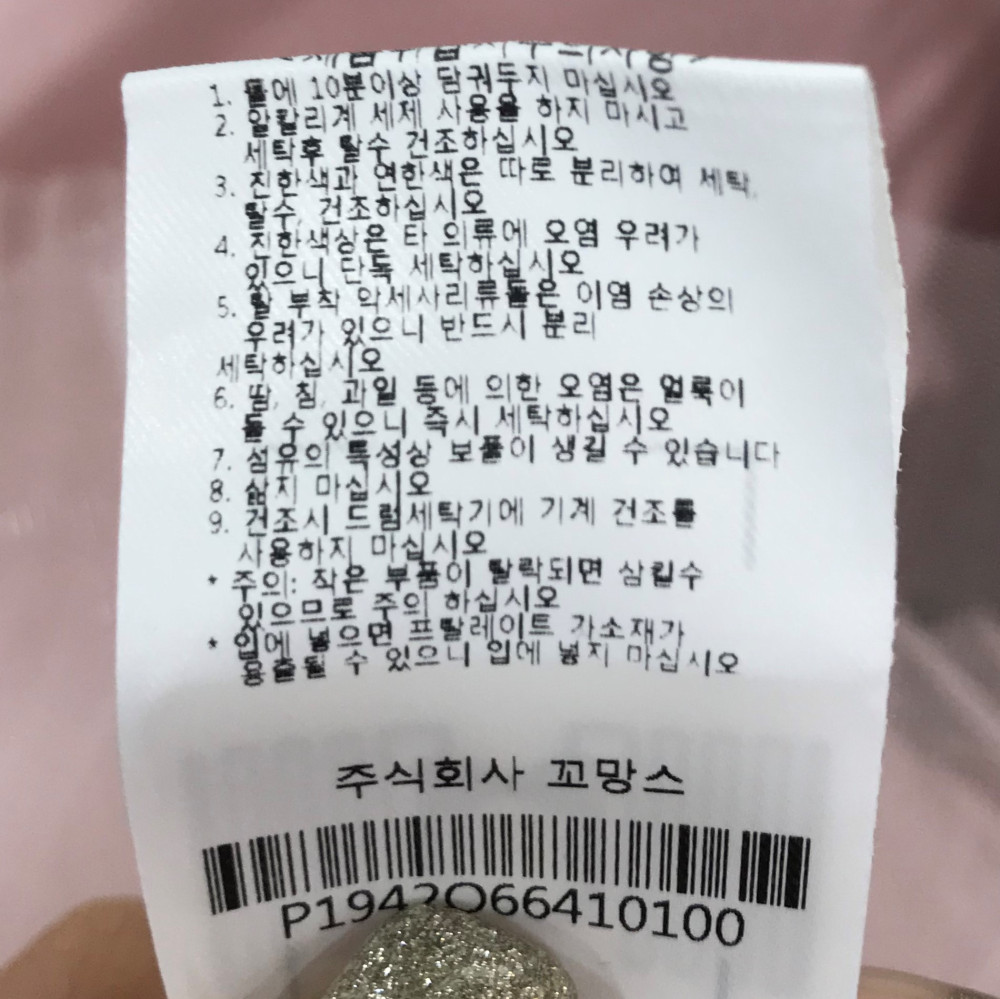 1. 물에 10분이상 담궈두지 마십시오
2. 알칼리계 세제 사용을 하지 마시고
세탁후 탈수 건조하십시오
3. 진한색과 연한색은 따로 분리하여 세탁,
탈수, 건조하십시오
4. 진한색상은 타 의류에 오염 우려가
있으니 단독 세탁하십시오
5. 탈 부착 악세사리류들은 이염 손상의
우려가 있으니 반드시 분리
세탁하십시오
6. 땀, 침, 과일 등에 의한 오염은 얼룩이
될 수 있으니 즉시 세탁하십시오
7. 섬유의 특성상 보풀이 생길 수 있습니다
8. 삶지 마십시오
9. 건조시 드럼세탁기에 기계 건조를
사용하지 마십시오
* 주의: 작은 부품이 탈락되면 삼킬수
있으므로 주의 하십시오
* 입에 넣으면 프탈레이트 가소재가
용출될 수 있으니 입에 넣지 마십시오
주식회사 꼬망스
P1942Q66410100